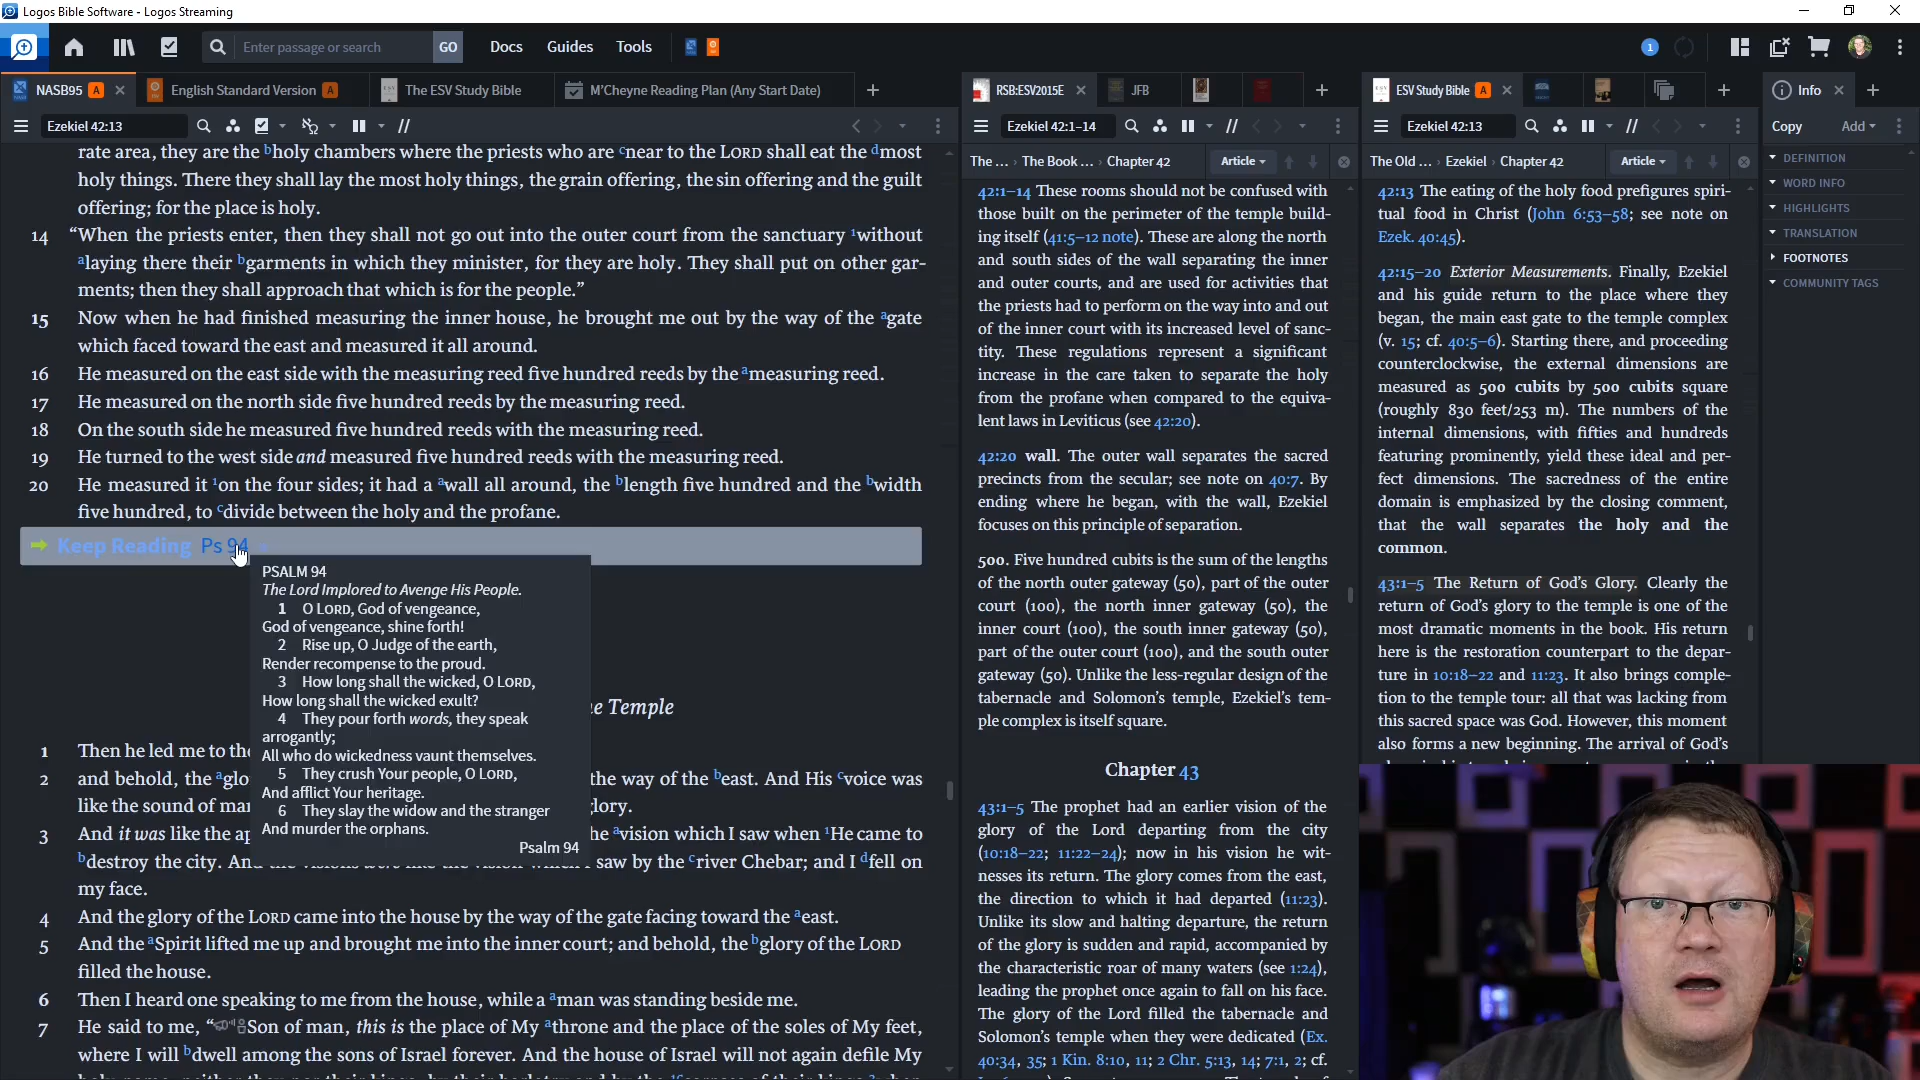 Logos Bible Software - Logos Streaming
Enter passage or search
GO
Docs
Guides
Tools
1
NASB95 A
English Standard Version A
The ESV Study Bible
M'Cheyne Reading Plan (Any Start Date)
RSB:ESV2015E
JFB
ESV Study Bible A
Info
Ezekiel 42:13
Ezekiel 42:1–14
Ezekiel 42:13
Copy
Add
rate area, they are the bholy chambers where the priests who are cnear to the LORD shall eat the dmost
holy things. There they shall lay the most holy things, the grain offering, the sin offering and the guilt
offering; for the place is holy.
14 “When the priests enter, then they shall not go out into the outer court from the sanctuary 1without
alaying there their bgarments in which they minister, for they are holy. They shall put on other gar-
ments; then they shall approach that which is for the people.”
15 Now when he had finished measuring the inner house, he brought me out by the way of the agate
which faced toward the east and measured it all around.
16 He measured on the east side with the measuring reed five hundred reeds by the ameasuring reed.
17 He measured on the north side five hundred reeds by the measuring reed.
18 On the south side he measured five hundred reeds with the measuring reed.
19 He turned to the west side and measured five hundred reeds with the measuring reed.
20 He measured it 1on the four sides; it had a awall all around, the blength five hundred and the bwidth
five hundred, to cdivide between the holy and the profane.
Keep Reading Ps 94
PSALM 94
The Lord Implored to Avenge His People.
1 O LORD, God of vengeance,
God of vengeance, shine forth!
2 Rise up, O Judge of the earth,
Render recompense to the proud.
3 How long shall the wicked, O LORD,
How long shall the wicked exult?
4 They pour forth words, they speak
arrogantly;
All who do wickedness vaunt themselves.
5 They crush Your people, O LORD,
And afflict Your heritage.
6 They slay the widow and the stranger
And murder the orphans.
Psalm 94
e Temple
1 Then he led me to the
2 and behold, the aglo the way of the beast. And His cvoice was
like the sound of man glory.
3 And it was like the ap he avision which I saw when 1He came to
bdestroy the city. And saw by the criver Chebar; and I dfell on
my face.
4 And the glory of the LORD came into the house by the way of the gate facing toward the aeast.
5 And the aSpirit lifted me up and brought me into the inner court; and behold, the bglory of the LORD
filled the house.
6 Then I heard one speaking to me from the house, while a aman was standing beside me.
7 He said to me, “Son of man, this is the place of My athrone and the place of the soles of My feet,
where I will bdwell among the sons of Israel forever. And the house of Israel will not again defile My
The ... › The Book ... › Chapter 42
Article
42:1–14 These rooms should not be confused with
those built on the perimeter of the temple build-
ing itself (41:5–12 note). These are along the north
and south sides of the wall separating the inner
and outer courts, and are used for activities that
the priests had to perform on the way into and out
of the inner court with its increased level of sanc-
tity. These regulations represent a significant
increase in the care taken to separate the holy
from the profane when compared to the equiva-
lent laws in Leviticus (see 42:20).
42:20 wall. The outer wall separates the sacred
precincts from the secular; see note on 40:7. By
ending where he began, with the wall, Ezekiel
focuses on this principle of separation.
500. Five hundred cubits is the sum of the lengths
of the north outer gateway (50), part of the outer
court (100), the north inner gateway (50), the
inner court (100), the south inner gateway (50),
part of the outer court (100), and the south outer
gateway (50). Unlike the less-regular design of the
tabernacle and Solomon’s temple, Ezekiel’s tem-
ple complex is itself square.
Chapter 43
43:1–5 The prophet had an earlier vision of the
glory of the Lord departing from the city
(10:18–22; 11:22–24); now in his vision he wit-
nesses its return. The glory comes from the east,
the direction to which it had departed (11:23).
Unlike its slow and halting departure, the return
of the glory is sudden and rapid, accompanied by
the characteristic roar of many waters (see 1:24),
leading the prophet once again to fall on his face.
The glory of the Lord filled the tabernacle and
Solomon’s temple when they were dedicated (Ex.
40:34, 35; 1 Kin. 8:10, 11; 2 Chr. 5:13, 14; 7:1, 2; cf.
The Old ... › Ezekiel › Chapter 42
Article
42:13 The eating of the holy food prefigures spiri-
tual food in Christ (John 6:53–58; see note on
Ezek. 40:45).
42:15–20 Exterior Measurements. Finally, Ezekiel
and his guide return to the place where they
began, the main east gate to the temple complex
(v. 15; cf. 40:5–6). Starting there, and proceeding
counterclockwise, the external dimensions are
measured as 500 cubits by 500 cubits square
(roughly 830 feet/253 m). The numbers of the
internal dimensions, with fifties and hundreds
featuring prominently, yield these ideal and per-
fect dimensions. The sacredness of the entire
domain is emphasized by the closing comment,
that the wall separates the holy and the
common.
43:1–5 The Return of God’s Glory. Clearly the
return of God’s glory to the temple is one of the
most dramatic moments in the book. His return
here is the restoration counterpart to the depar-
ture in 10:18–22 and 11:23. It also brings comple-
tion to the temple tour: all that was lacking from
this sacred space was God. However, this moment
also forms a new beginning. The arrival of God’s
DEFINITION
WORD INFO
HIGHLIGHTS
TRANSLATION
FOOTNOTES
COMMUNITY TAGS